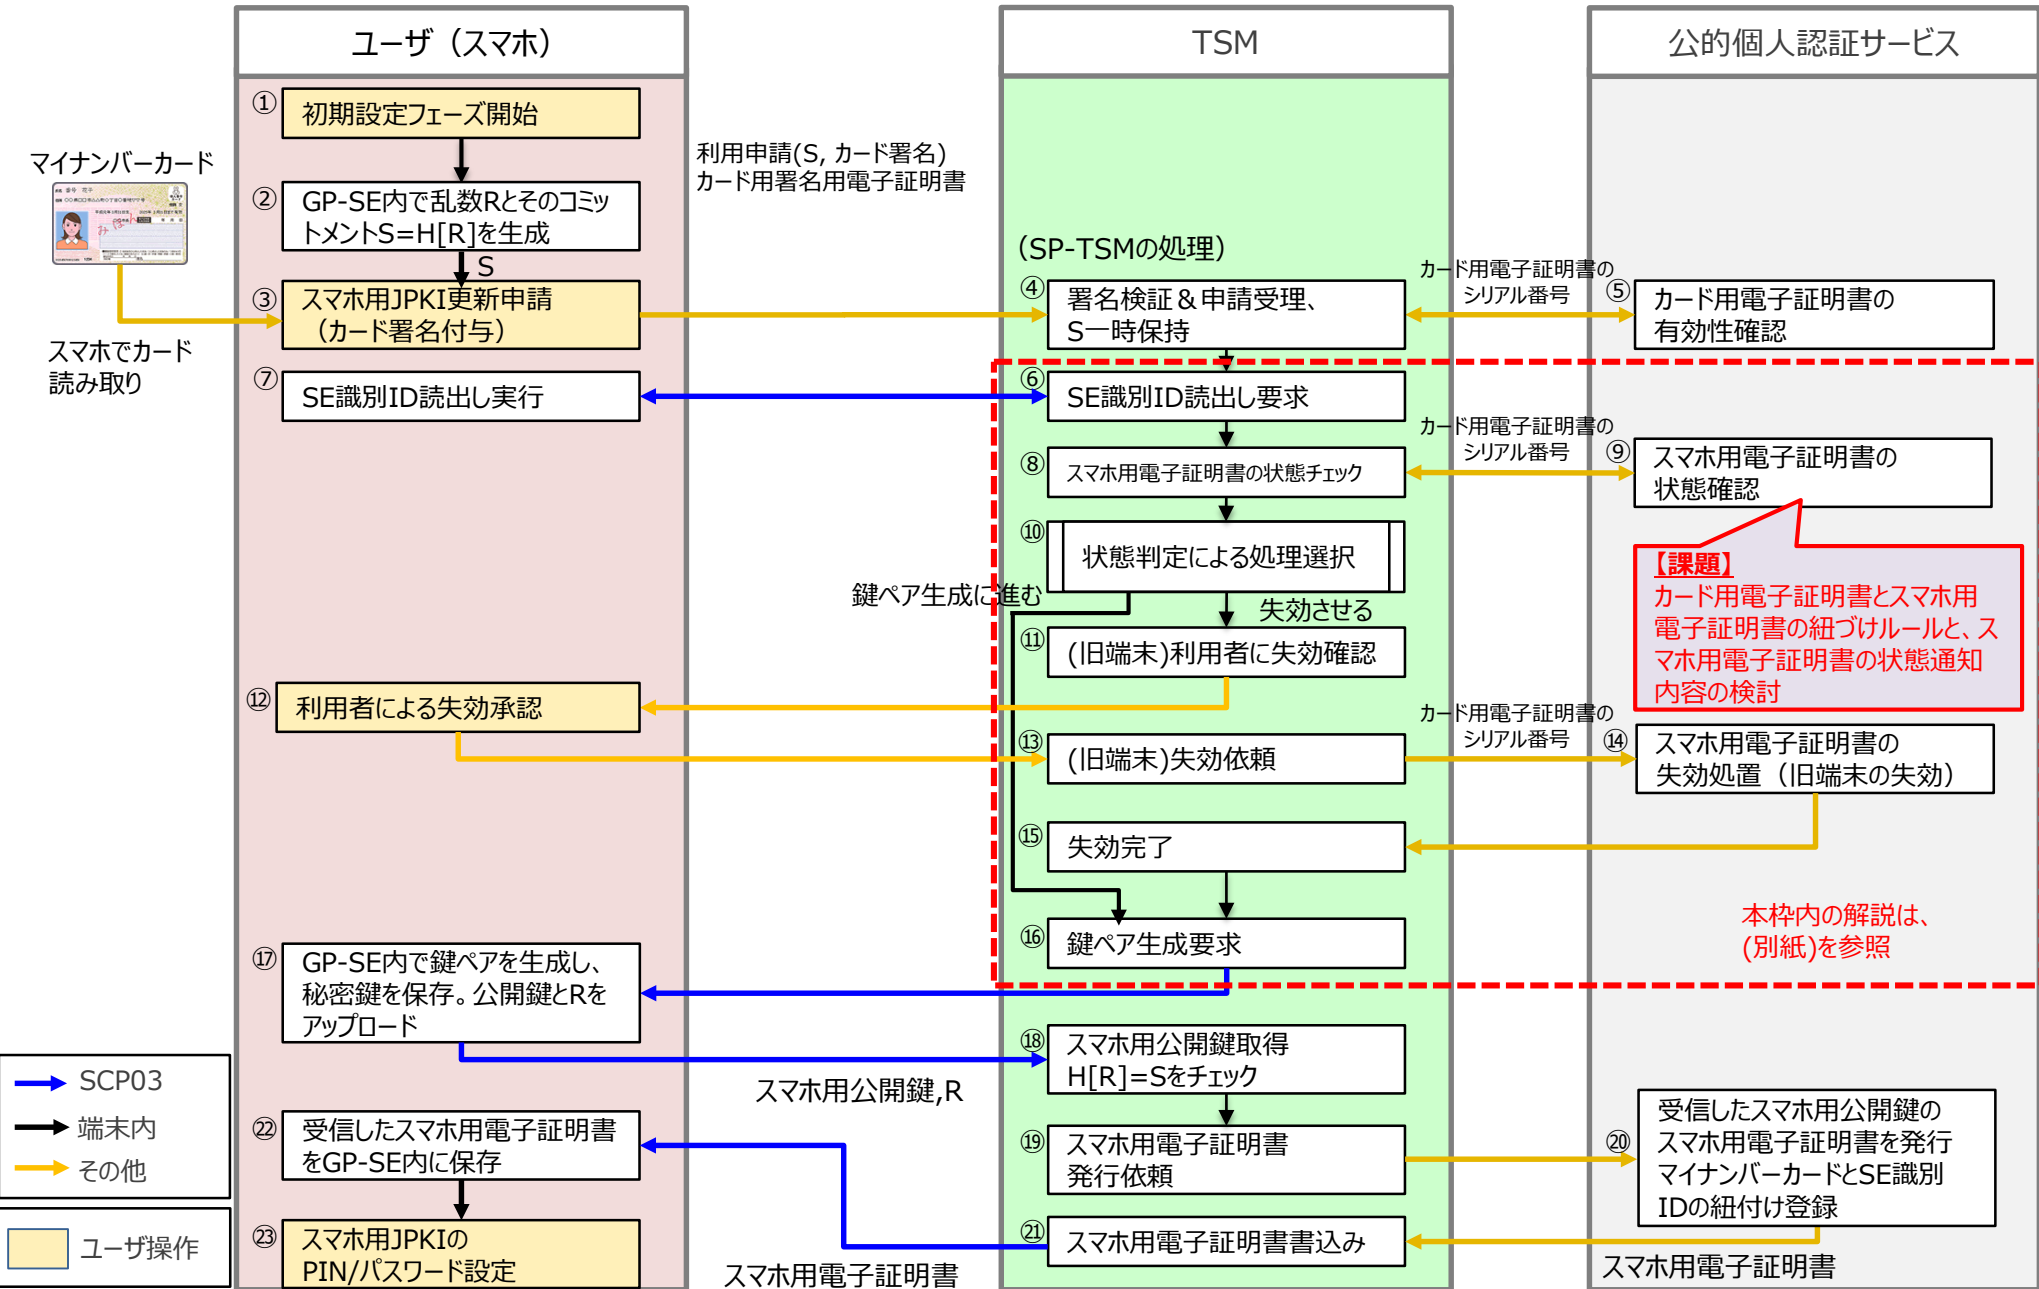 ユーザ（スマホ）
TSM
公的個人認証サービス
①
初期設定フェーズ開始
マイナンバーカード
利用申請(S, カード署名)
カード用署名用電子証明書
②
GP-SE内で乱数Rとそのコミッ
トメントS=H[R]を生成
S
スマホでカード
読み取り
③
スマホ用JPKI更新申請
（カード署名付与）
（SP-TSMの処理）
④
署名検証＆申請受理、
S一時保持
カード用電子証明書の
シリアル番号
⑤
カード用電子証明書の
有効性確認
⑦
SE識別ID読出し実行
⑥
SE識別ID読出し要求
⑧
スマホ用電子証明書の状態チェック
カード用電子証明書の
シリアル番号
⑨
スマホ用電子証明書の
状態確認
⑩
状態判定による処理選択
【課題】
カード用電子証明書とスマホ用
電子証明書の紐づけルールと、ス
マホ用電子証明書の状態通知
内容の検討
鍵ペア生成に進む
失効させる
⑪
(旧端末)利用者に失効確認
⑫
利用者による失効承認
⑬
(旧端末)失効依頼
カード用電子証明書の
シリアル番号
⑭
スマホ用電子証明書の
失効処置（旧端末の失効）
⑮
失効完了
⑯
鍵ペア生成要求
本枠内の解説は、
(別紙)を参照
⑰
GP-SE内で鍵ペアを生成し、
秘密鍵を保存。公開鍵とRを
アップロード
⑱
スマホ用公開鍵取得
H[R]=Sをチェック
スマホ用公開鍵,R
⑲
スマホ用電子証明書
発行依頼
⑳
受信したスマホ用公開鍵の
スマホ用電子証明書を発行
マイナンバーカードとSE識別
IDの紐付け登録
㉑
スマホ用電子証明書書込み
スマホ用電子証明書
スマホ用電子証明書
㉒
受信したスマホ用電子証明書
をGP-SE内に保存
㉓
スマホ用JPKIの
PIN/パスワード設定
SCP03
端末内
その他
ユーザ操作